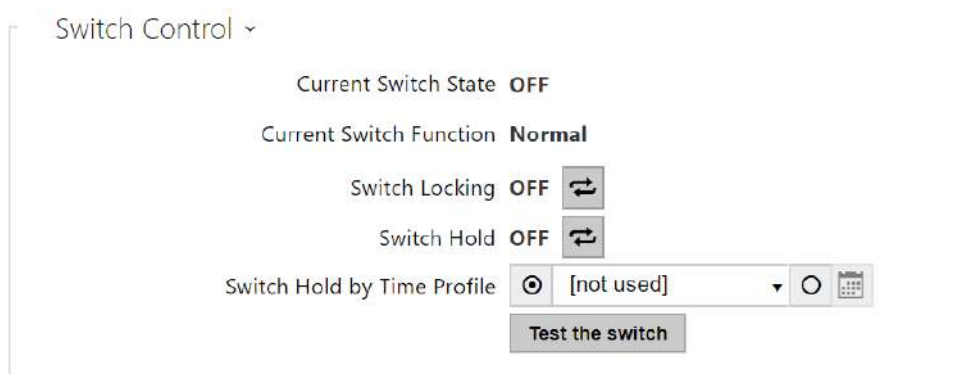 Switch Control
Current Switch State OFF
Current Switch Function Normal
Switch Locking OFF
Switch Hold OFF
Switch Hold by Time Profile [not used]
Test the switch